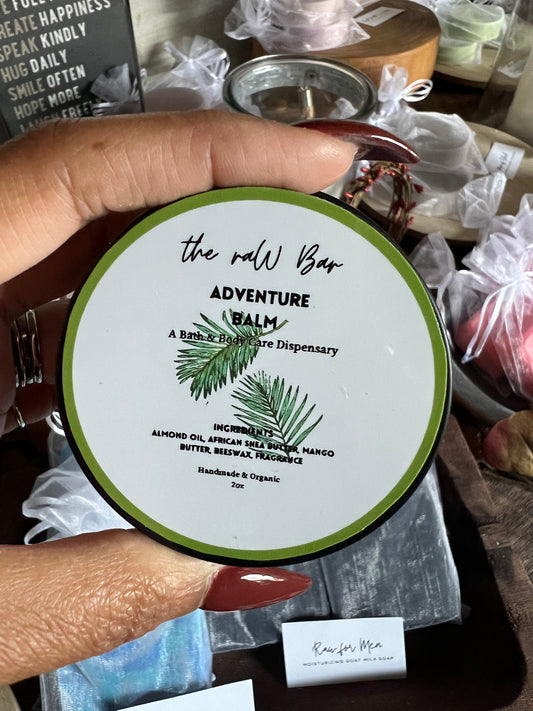 CREATE HAPPINESS
SPEAK KINDLY
HUG DAILY
SMILE OFTEN
HOPE MORE
LAUGH FREELY
the raW Bar
ADVENTURE
BALM
A Bath & Body Care Dispensary
INGREDIENTS
ALMOND OIL, AFRICAN SHEA BUTTER, MANGO
BUTTER, BEESWAX, FRAGRANCE
Handmade & Organic
2oz
Raw for Men
MOISTURIZING GOAT MILK SOAP